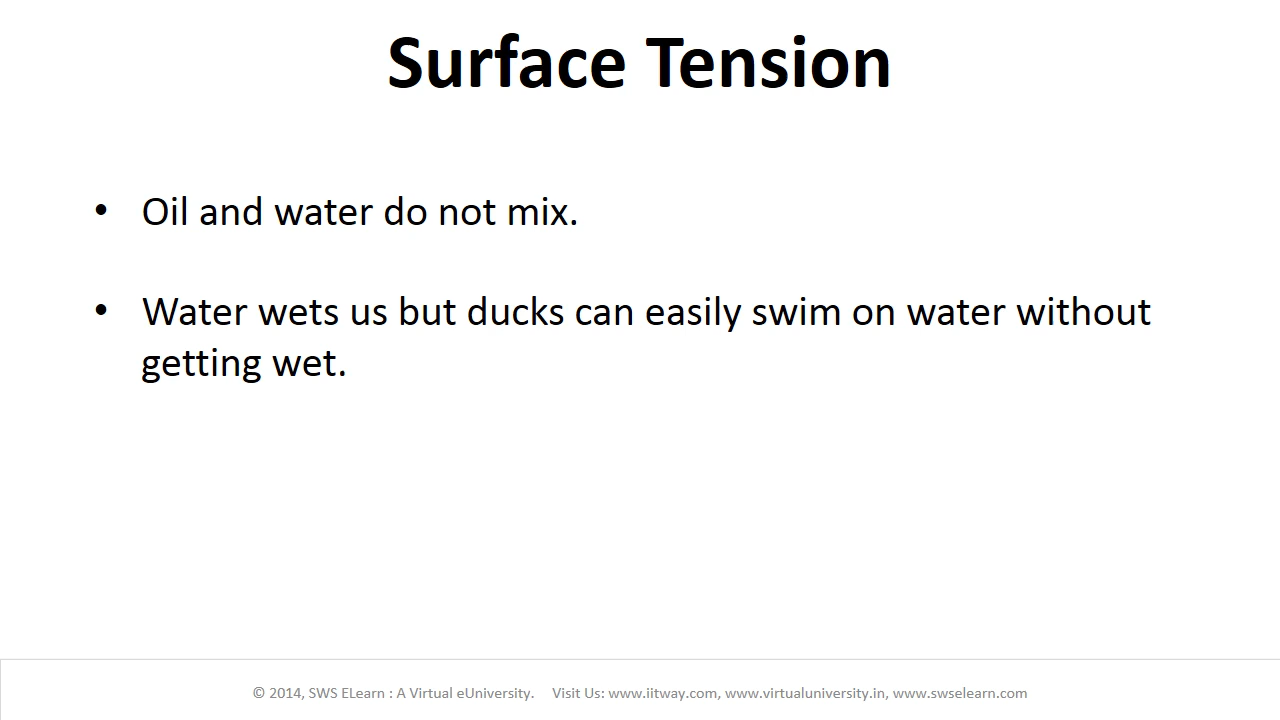 Surface Tension
• Oil and water do not mix.
• Water wets us but ducks can easily swim on water without
getting wet.
© 2014, SWS ELearn : A Virtual eUniversity. Visit Us: www.iitway.com, www.virtualuniversity.in, www.swselearn.com